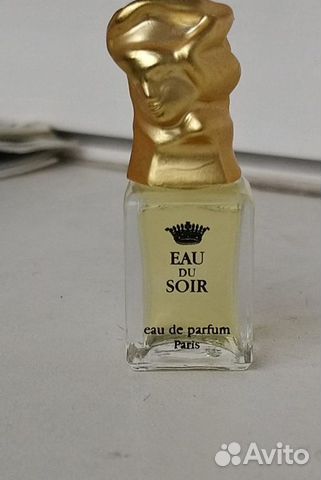 EAU
DU
SOIR
eau de parfum
Paris
Avito